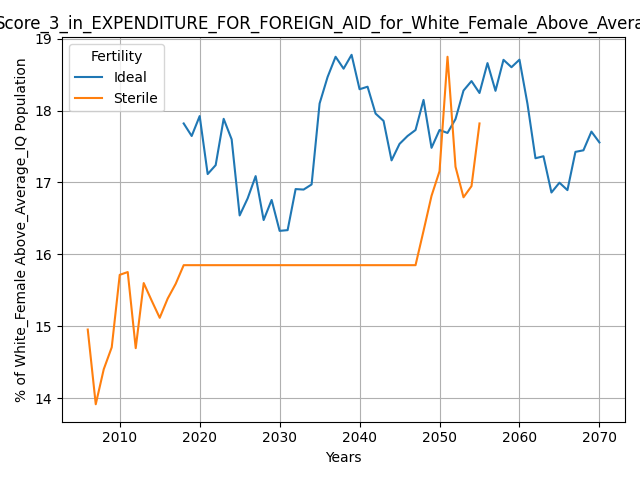 Score_3_in_EXPENDITURE_FOR_FOREIGN_AID_for_White_Female_Above_Avera
Fertility
Ideal
Sterile
% of White_Female Above_Average_IQ Population
19
18
17
16
15
14
2010 2020 2030 2040 2050 2060 2070
Years